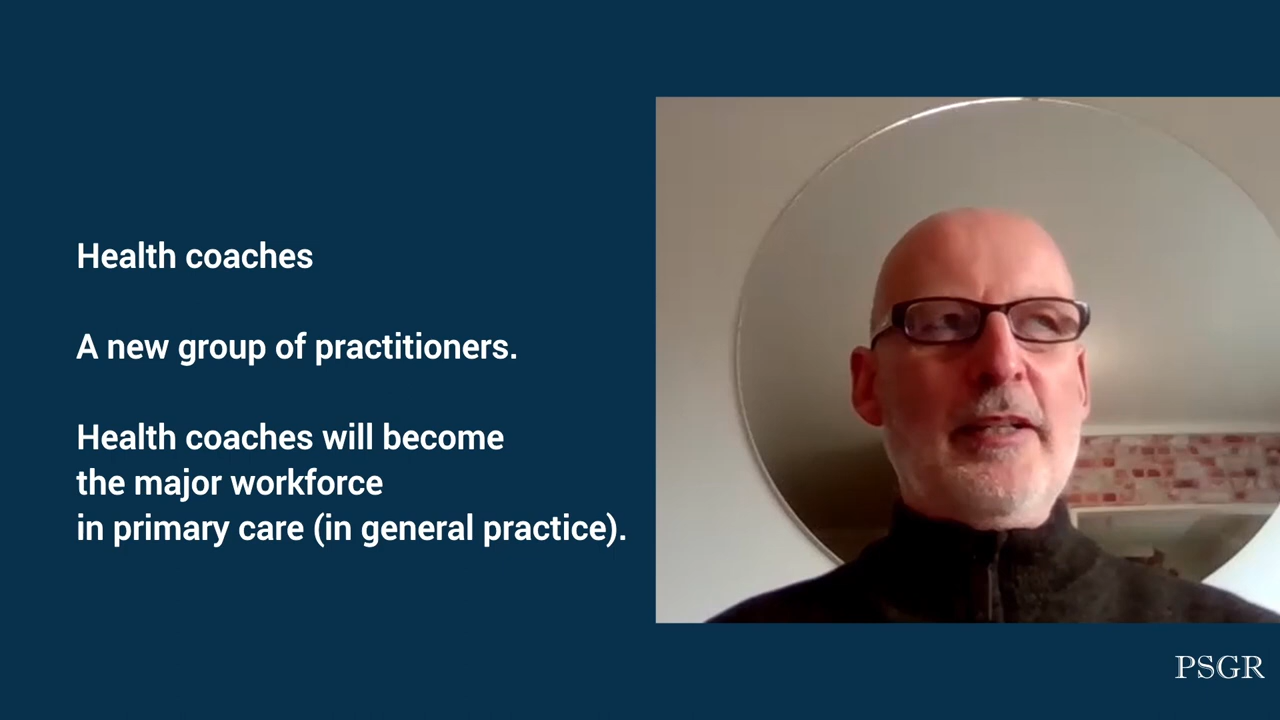 Health coaches
A new group of practitioners.
Health coaches will become
the major workforce
in primary care (in general practice).
PSGR